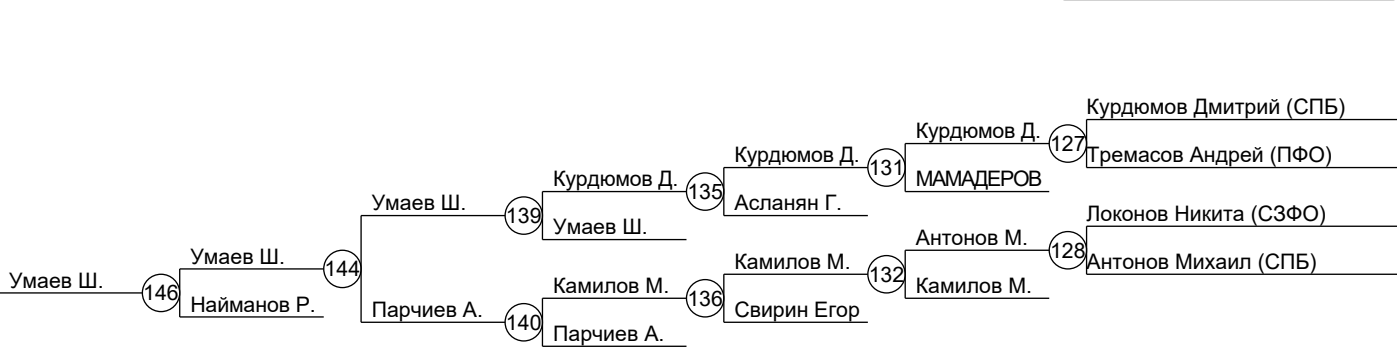 Курдюмов Дмитрий (СПБ)
Курдюмов Д.
127
Курдюмов Д.
131
Тремасов Андрей (ПФО)
Курдюмов Д.
135
МАМАДЕРОВ
Умаев Ш.
139
Асланян Г.
Локонов Никита (СЗФО)
Умаев Ш.
Антонов М.
128
Умаев Ш.
144
Камилов М.
132
Антонов Михаил (СПБ)
Умаев Ш.
146
Камилов М.
136
Камилов М.
Найманов Р.
Парчиев А.
140
Свирин Егор
Парчиев А.